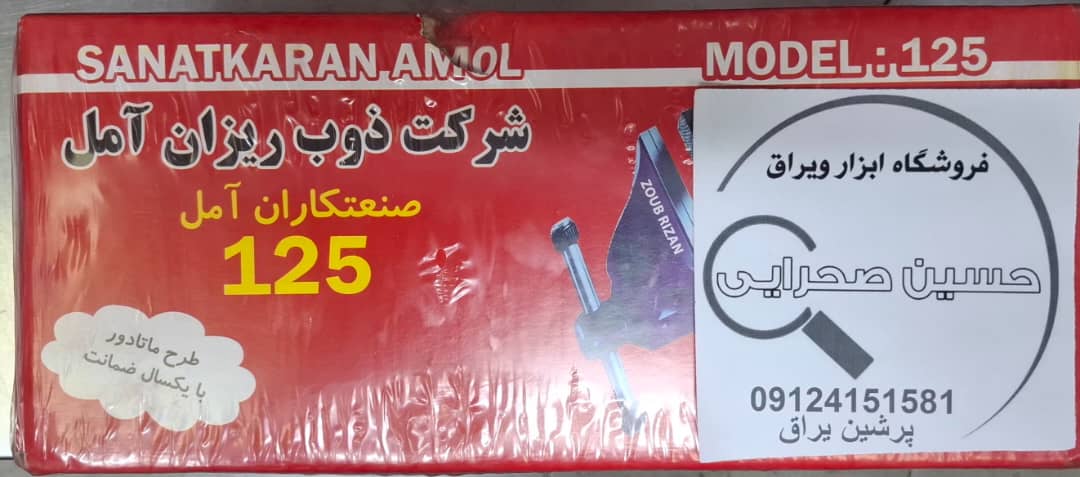 SANATKARAN AMOL
MODEL : 125
شرکت ذوب ریزان آمل
صنعتکاران آمل
125
طرح ماتادور
با یکسال ضمانت
ZOUB RIZAN
فروشگاه ابزار ویراق
حسین صحرایی
09124151581
پرشین یراق